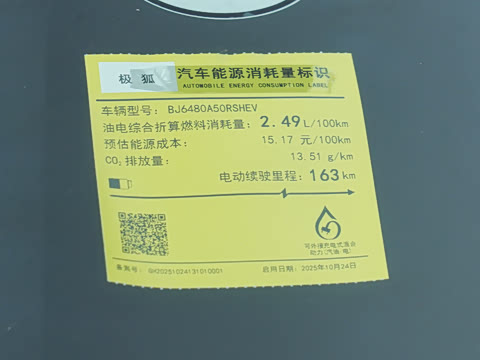 极狐
汽车能源消耗量标识
AUTOMOBILE ENERGY CONSUMPTION LABEL
车辆型号: BJ6480A50RSHEV
油电综合折算燃料消耗量: 2.49 L/100km
预估能源成本: 15.17 元/100km
CO₂排放量: 13.51 g/km
电动续驶里程: 163 km
可外接充电式混合
动力(汽油、电)
备案号: QH20251024131010001
启用日期: 2025年10月24日